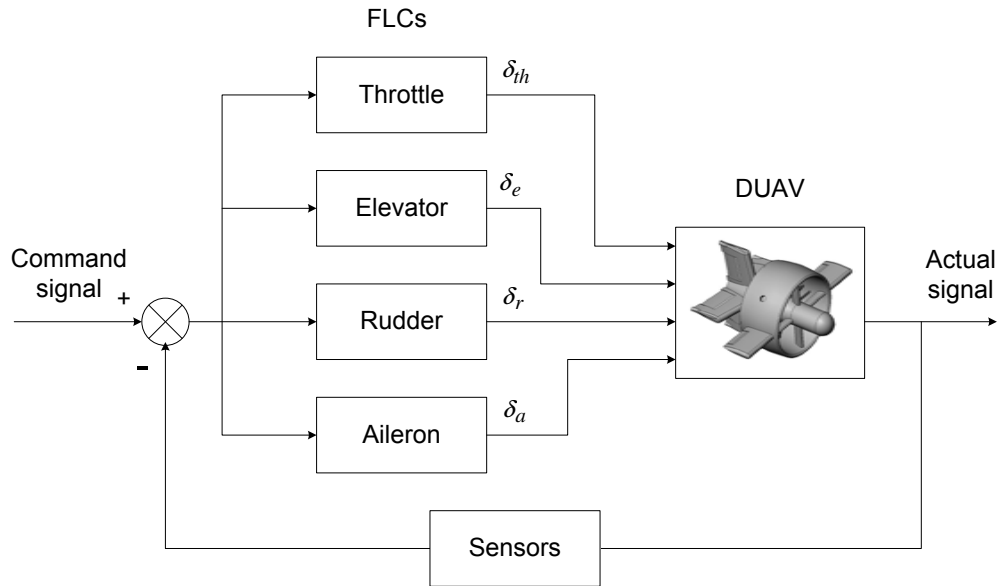 FLCs
Throttle
δth
Elevator
δe
DUAV
Command
signal
+
Actual
signal
Rudder
δr
-
Aileron
δa
Sensors